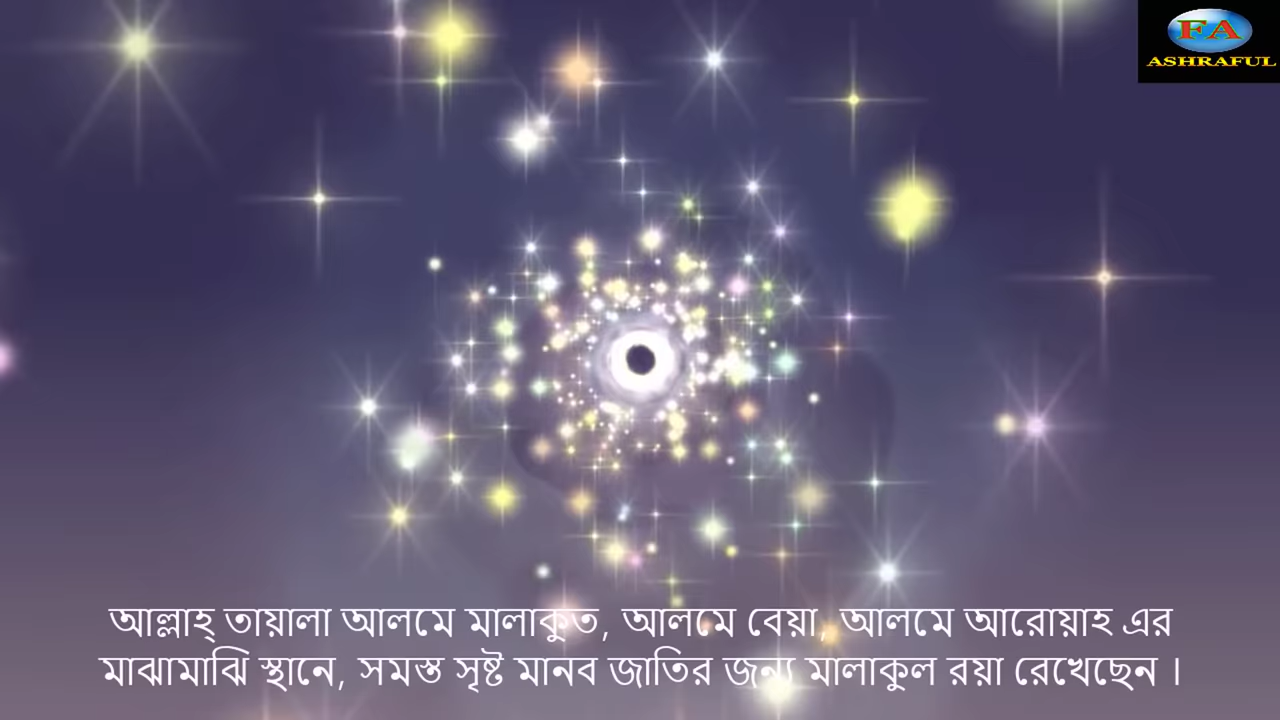 FA
ASHRAFUL
আল্লাহ্ তায়ালা আলমে মালাকুত, আলমে বেয়া, আলমে আরোয়াহ এর
মাঝামাঝি স্থানে, সমস্ত সৃষ্ট মানব জাতির জন্য মালাকুল রয়া রেখেছেন ।